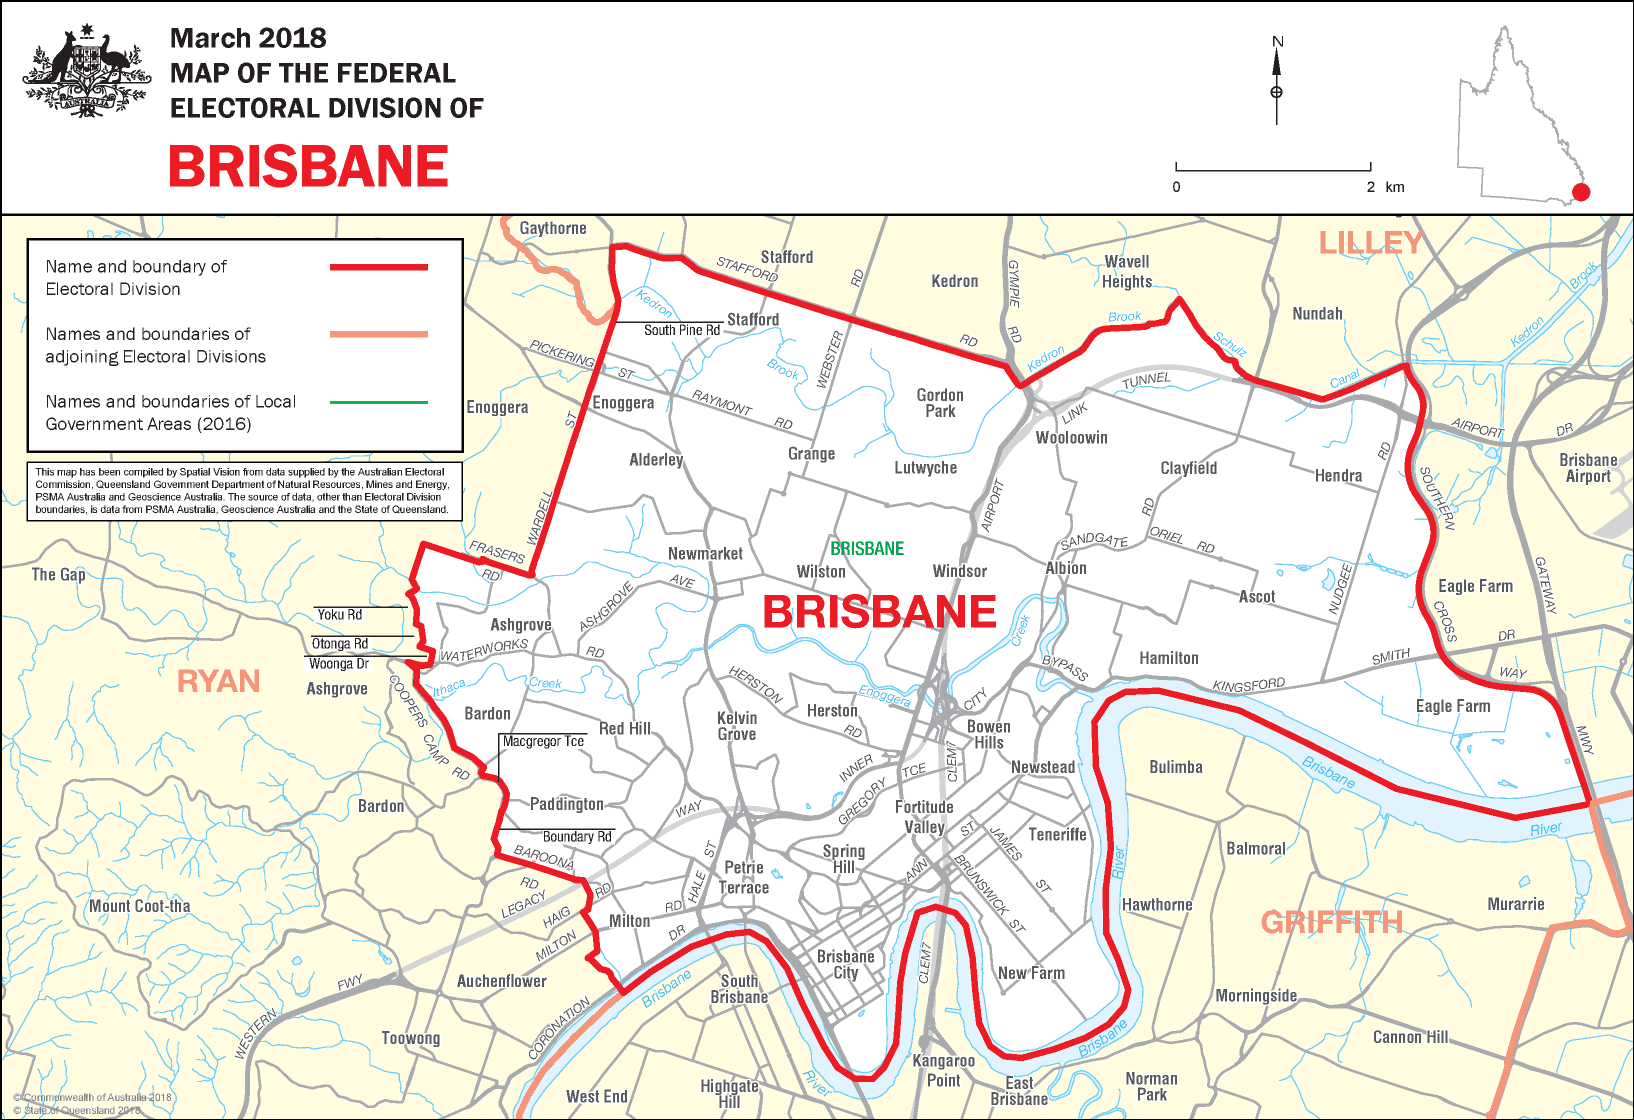 March 2018
MAP OF THE FEDERAL
ELECTORAL DIVISION OF
BRISBANE
AUSTRALIA
N
0 2 km
Name and boundary of
Electoral Division
Names and boundaries of
adjoining Electoral Divisions
Names and boundaries of Local
Government Areas (2016)
This map has been compiled by Spatial Vision from data supplied by the Australian Electoral
Commission, Queensland Government Department of Natural Resources, Mines and Energy,
PSMA Australia and Geoscience Australia. The source of data, other than Electoral Division
boundaries, is data from PSMA Australia, Geoscience Australia and the State of Queensland.
Gaythorne
Stafford
STAFFORD
RD
Kedron
GYMPIE
RD
Wavell
Heights
LILLEY
Brook
Kedron
Nundah
Kedron
Stafford
South Pine Rd
Brook
WEBSTER
RD
Kedron
Brook
Schulz
Canal
PICKERING
ST
Enoggera
Enoggera
ST
RAYMONT
RD
Gordon
Park
TUNNEL
LINK
Wooloowin
AIRPORT
DR
Brisbane
Airport
Alderley
Grange
Lutwyche
Clayfield
Hendra
RD
SOUTHERN
WARDELL
AIRPORT
RD
FRASERS
RD
Newmarket
BRISBANE
Wilston
Windsor
SANDGATE
ORIEL RD
Albion
The Gap
Yoku Rd
Otonga Rd
Woonga Dr
Ashgrove
ASHGROVE
AVE
BRISBANE
Creek
Ascot
NUDGEE
Eagle Farm
GATEWAY
CROSS
DR
RYAN
Ashgrove
WATERWORKS
RD
Ithaca
Creek
COOPERS
CAMP
RD
HERSTON
RD
Enoggera
CITY
BYPASS
Hamilton
KINGSFORD
SMITH
WAY
Eagle Farm
MWY
Bardon
Macgregor Tce
Red Hill
Kelvin
Grove
Herston
Bowen
Hills
INNER
CLEM7
Newstead
Bulimba
Brisbane
River
Bardon
Paddington
Boundary Rd
WAY
GREGORY
TCE
Fortitude
Valley
ST
JAMES
ST
Teneriffe
River
Balmoral
BAROONA
RD
LEGACY
HAIG
RD
MILTON
RD
HALE
ST
Petrie
Terrace
Spring
Hill
ANN
BRUNSWICK
ST
Mount Coot-tha
Milton
DR
Hawthorne
GRIFFITH
Murarrie
Auchenflower
FWY
WESTERN
CORONATION
Brisbane
South
Brisbane
Brisbane
City
CLEM7
New Farm
Morningside
Toowong
River
Kangaroo
Point
Brisbane
Cannon Hill
West End
Highgate
Hill
East
Brisbane
Norman
Park
© Commonwealth of Australia 2018
© State of Queensland 2018